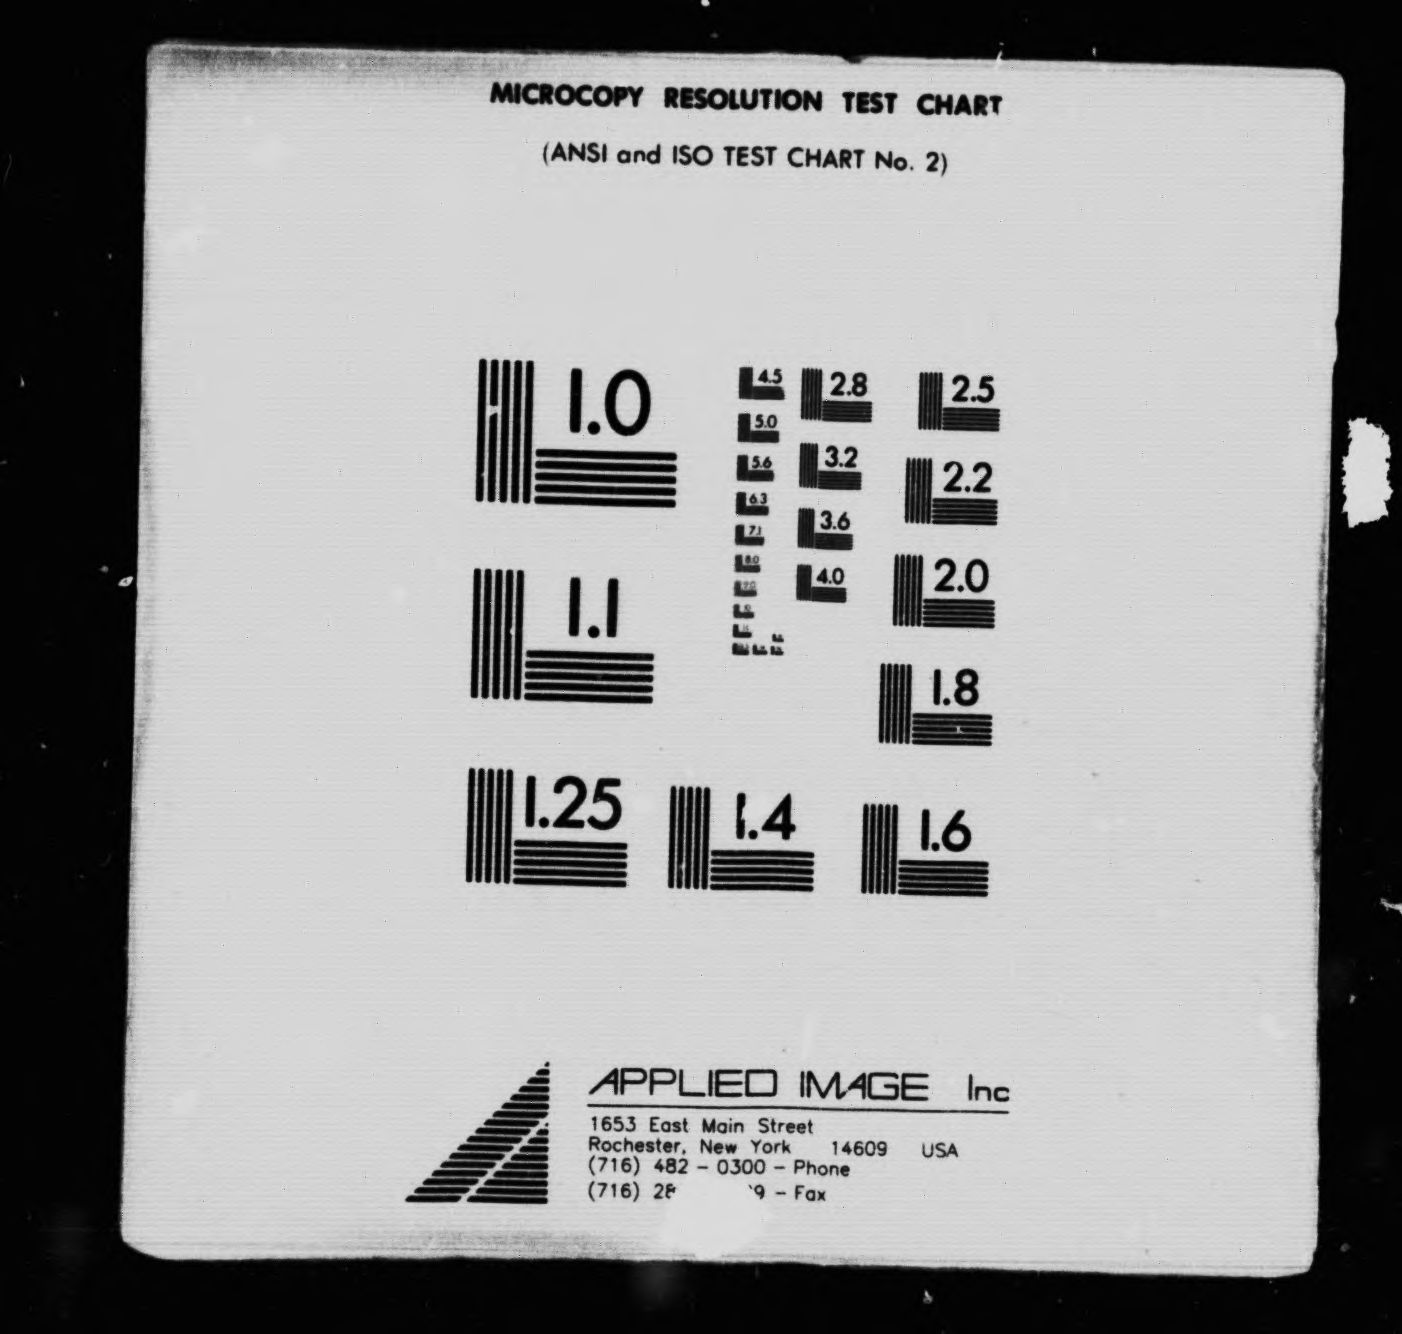 MICROCOPY RESOLUTION TEST CHART
(ANSI and ISO TEST CHART No. 2)
1.0
1.1
1.25
1.4
1.6
1.8
2.0
2.2
2.5
2.8
3.2
3.6
4.0
4.5
5.0
5.6
6.3
7.1
8.0
APPLIED IMAGE Inc
1653 East Main Street
Rochester, New York 14609 USA
(716) 482 - 0300 - Phone
(716) - Fax